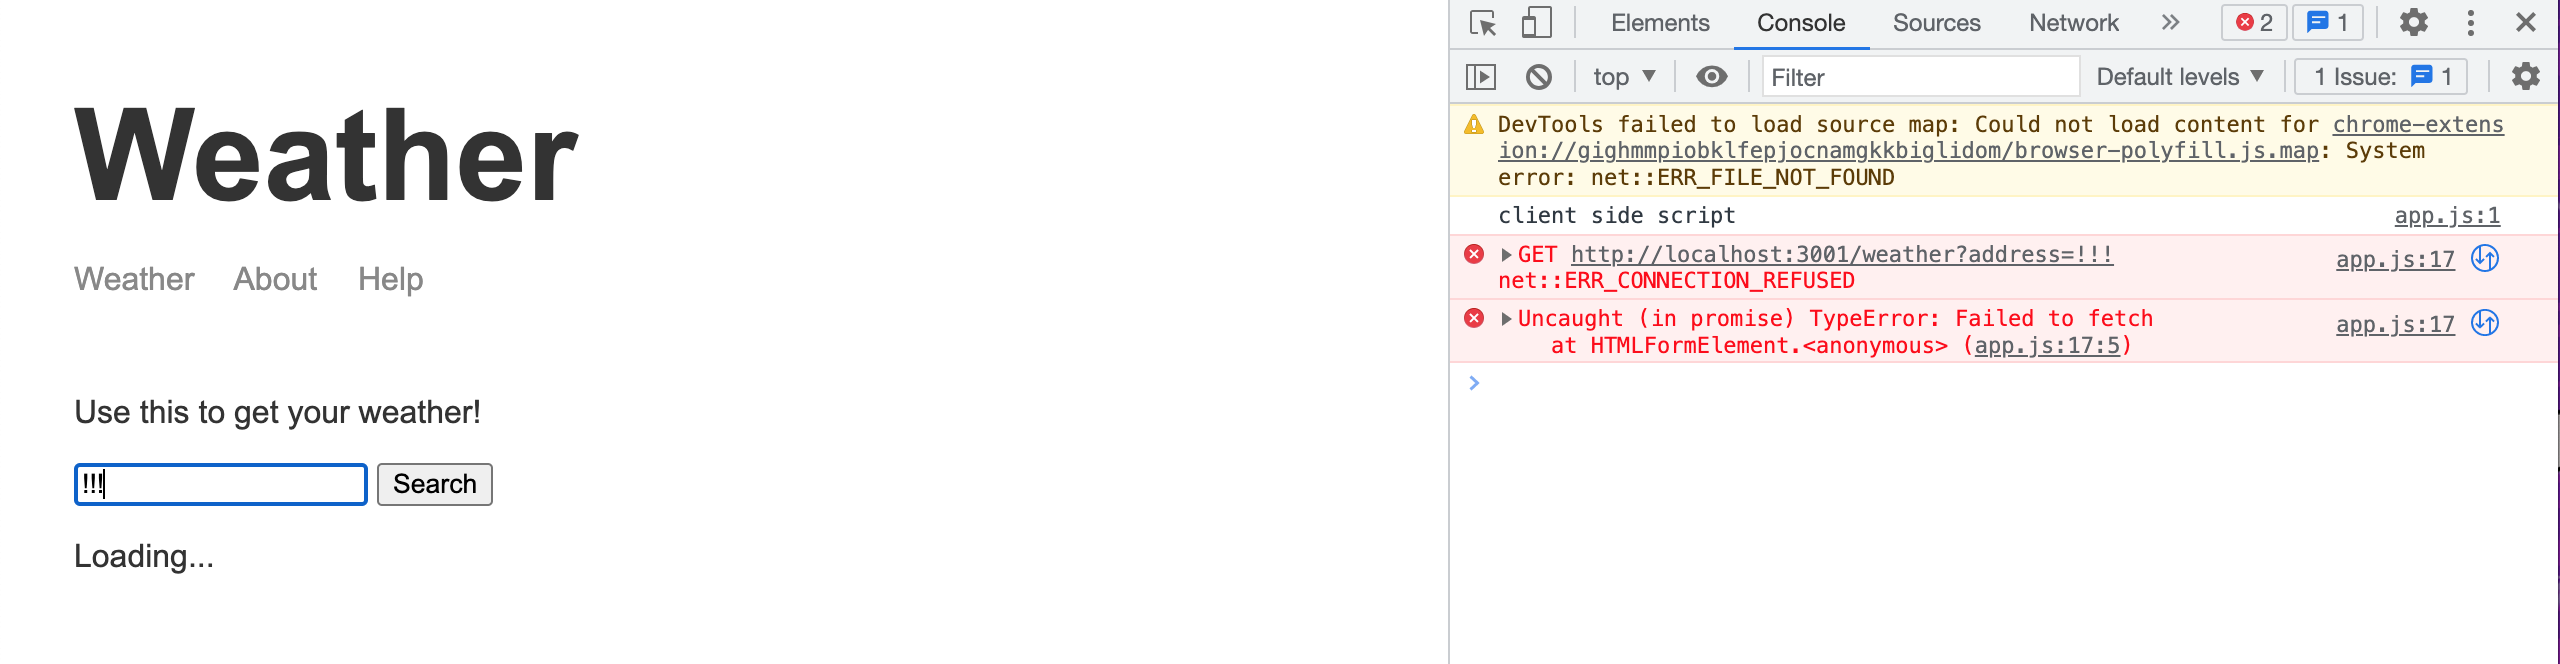 Weather
Weather About Help
Use this to get your weather!
!!! Search
Loading...
Elements Console Sources Network 2 1
top Filter Default levels 1 Issue: 1
DevTools failed to load source map: Could not load content for chrome-extens
ion://gighmmpiobklfepjocnamgkkbiglidom/browser-polyfill.js.map: System
error: net::ERR_FILE_NOT_FOUND
client side script app.js:1
GET http://localhost:3001/weather?address=!!! app.js:17
net::ERR_CONNECTION_REFUSED
Uncaught (in promise) TypeError: Failed to fetch app.js:17
at HTMLFormElement.<anonymous> (app.js:17:5)